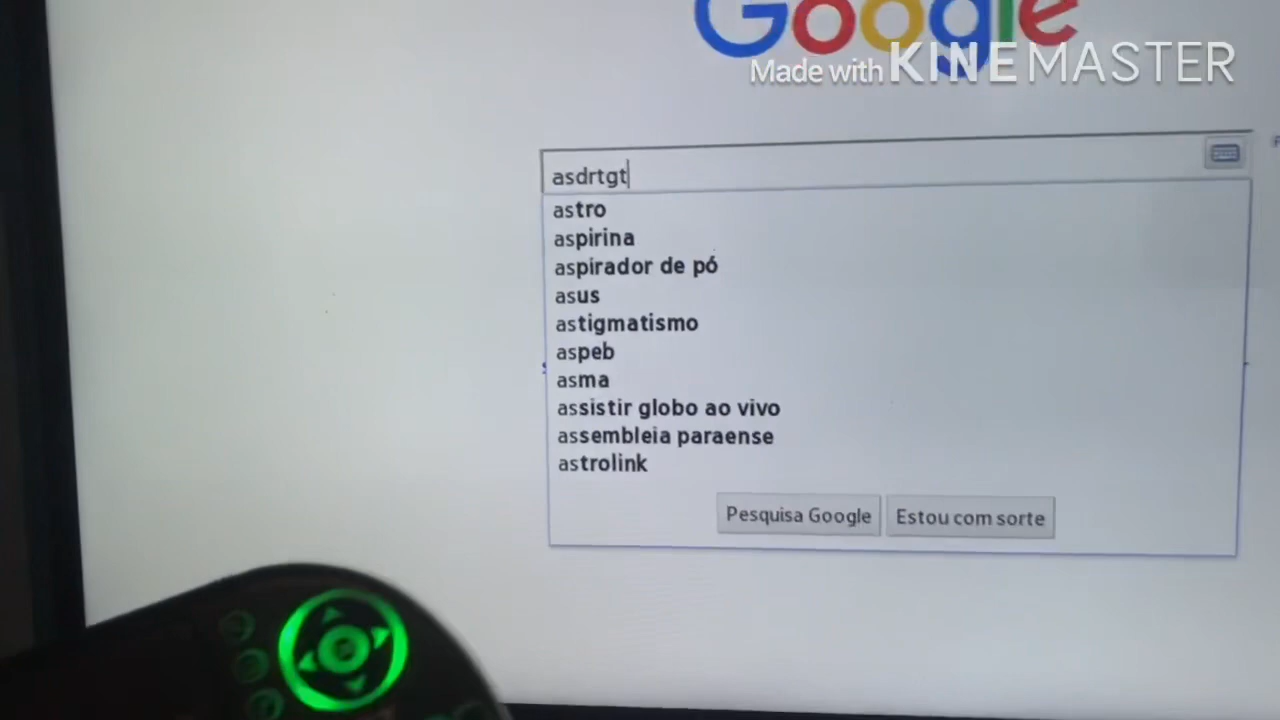 Google
Made with KINEMASTER
asdrtgt
astro
aspirina
aspirador de pó
asus
astigmatismo
aspeb
asma
assistir globo ao vivo
assembleia paraense
astrolink
Pesquisa Google
Estou com sorte